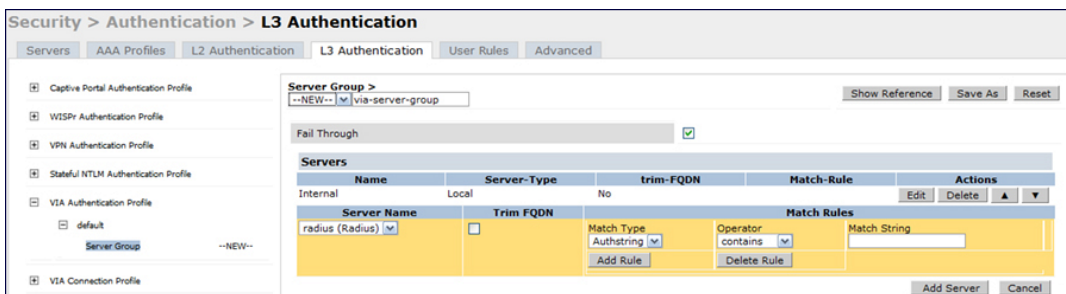 Security > Authentication > L3 Authentication
Servers AAA Profiles L2 Authentication L3 Authentication User Rules Advanced
Captive Portal Authentication Profile
WISPr Authentication Profile
VPN Authentication Profile
Stateful NTLM Authentication Profile
VIA Authentication Profile
default
Server Group --NEW--
VIA Connection Profile
Server Group >
--NEW-- via-server-group
Show Reference Save As Reset
Fail Through
Servers
Name Server-Type trim-FQDN Match-Rule Actions
Internal Local No Edit Delete ▲ ▼
Server Name Trim FQDN Match Rules
radius (Radius) Match Type Operator Match String
Authstring contains
Add Rule Delete Rule
Add Server Cancel